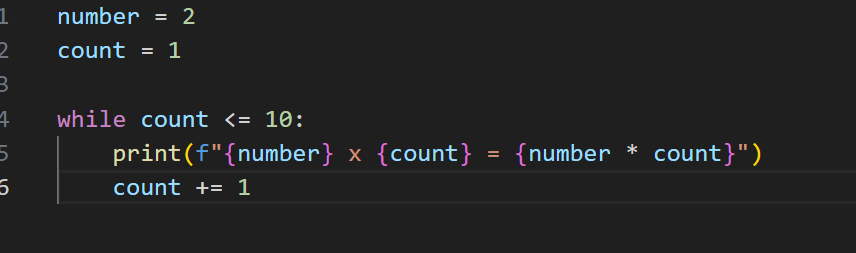 1 number = 2
2 count = 1
3
4 while count <= 10:
5     print(f"{number} x {count} = {number * count}")
6     count += 1